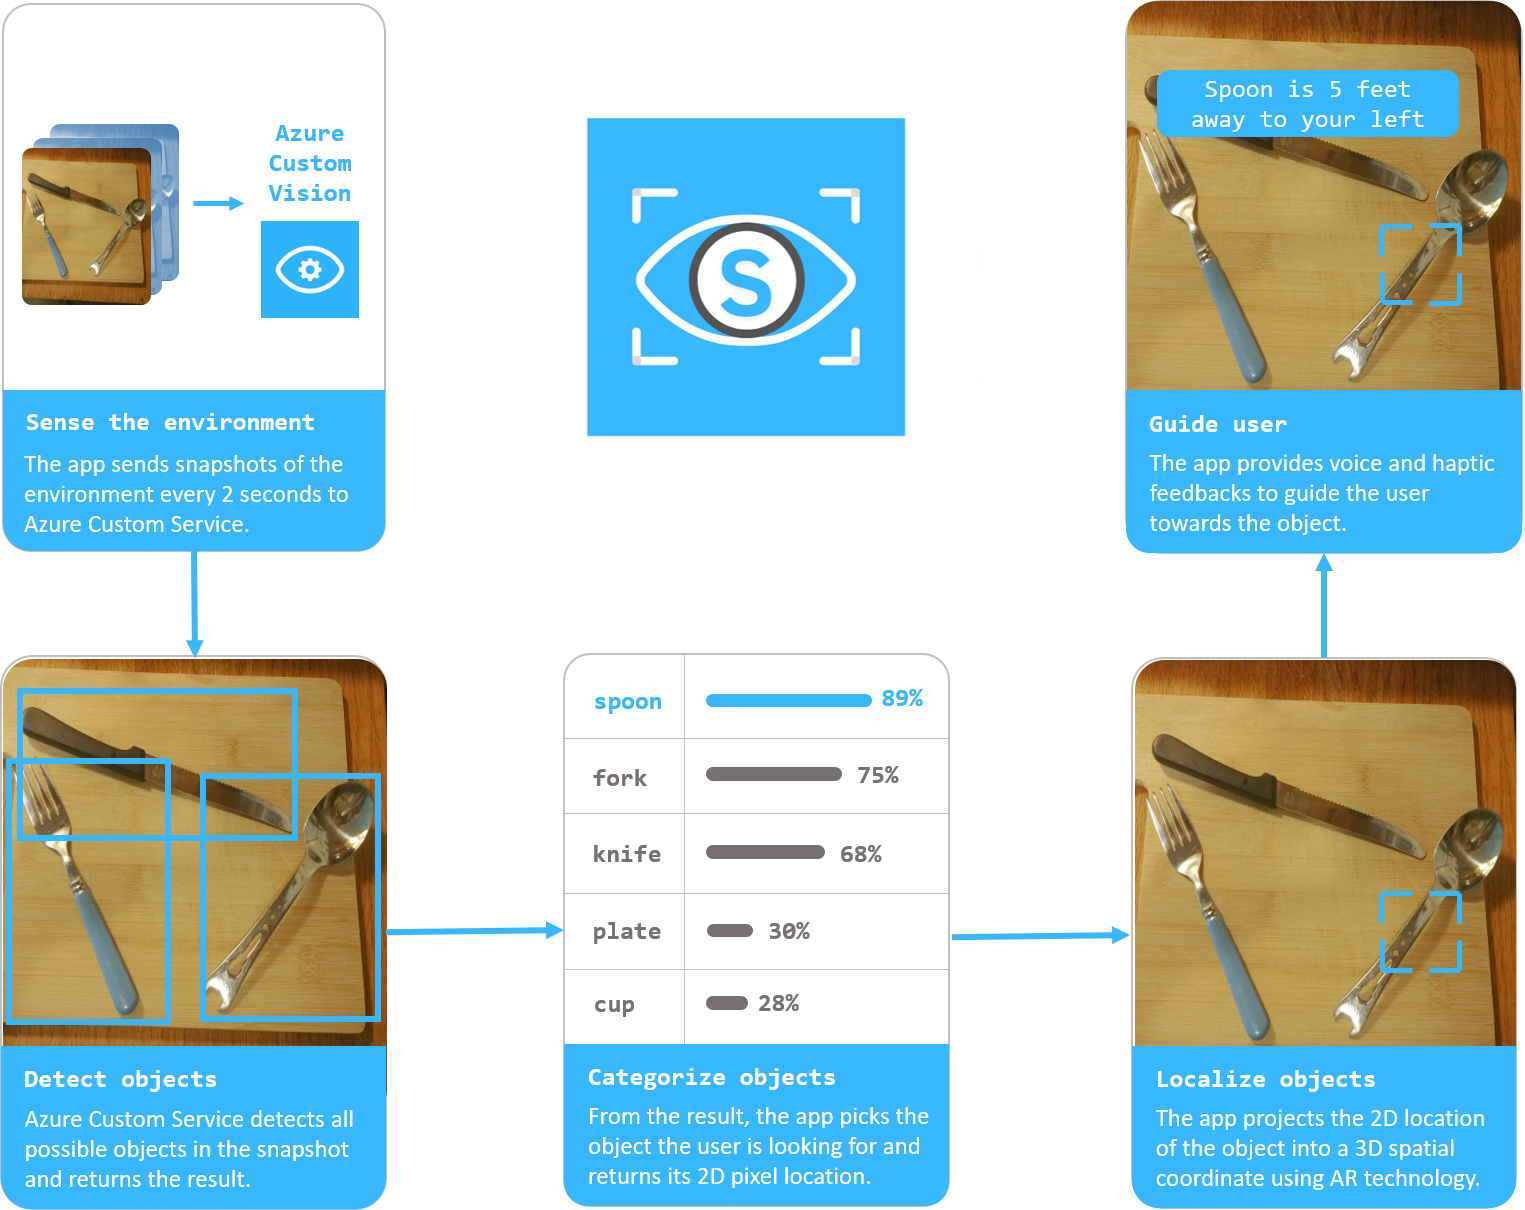 Azure
Custom
Vision
Sense the environment
The app sends snapshots of the
environment every 2 seconds to
Azure Custom Service.
S
Spoon is 5 feet
away to your left
Guide user
The app provides voice and haptic
feedbacks to guide the user
towards the object.
Detect objects
Azure Custom Service detects all
possible objects in the snapshot
and returns the result.
spoon 89%
fork 75%
knife 68%
plate 30%
cup 28%
Categorize objects
From the result, the app picks the
object the user is looking for and
returns its 2D pixel location.
Localize objects
The app projects the 2D location
of the object into a 3D spatial
coordinate using AR technology.